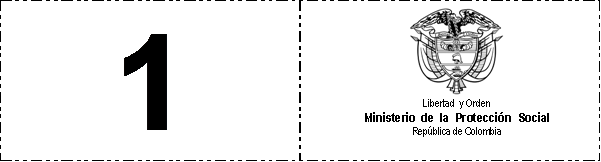 1
Libertad y Orden
Ministerio de la Protección Social
República de Colombia